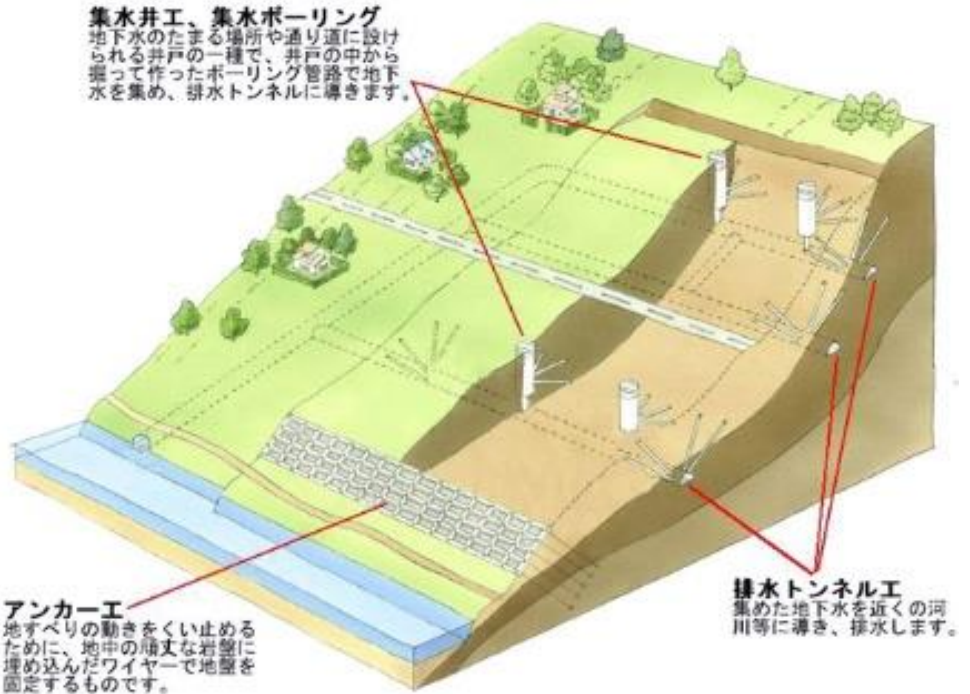 集水井工、集水ボーリング
地下水のたまる場所や通り道に設け
られる井戸の一種で、井戸の中から
掘って作ったボーリング管路で地下
水を集め、排水トンネルに導きます。
アンカー工
地すべりの動きをくい止める
ために、地中の頑丈な岩盤に
埋め込んだワイヤーで地盤を
固定するものです。
排水トンネル工
集めた地下水を近くの河
川等に導き、排水します。